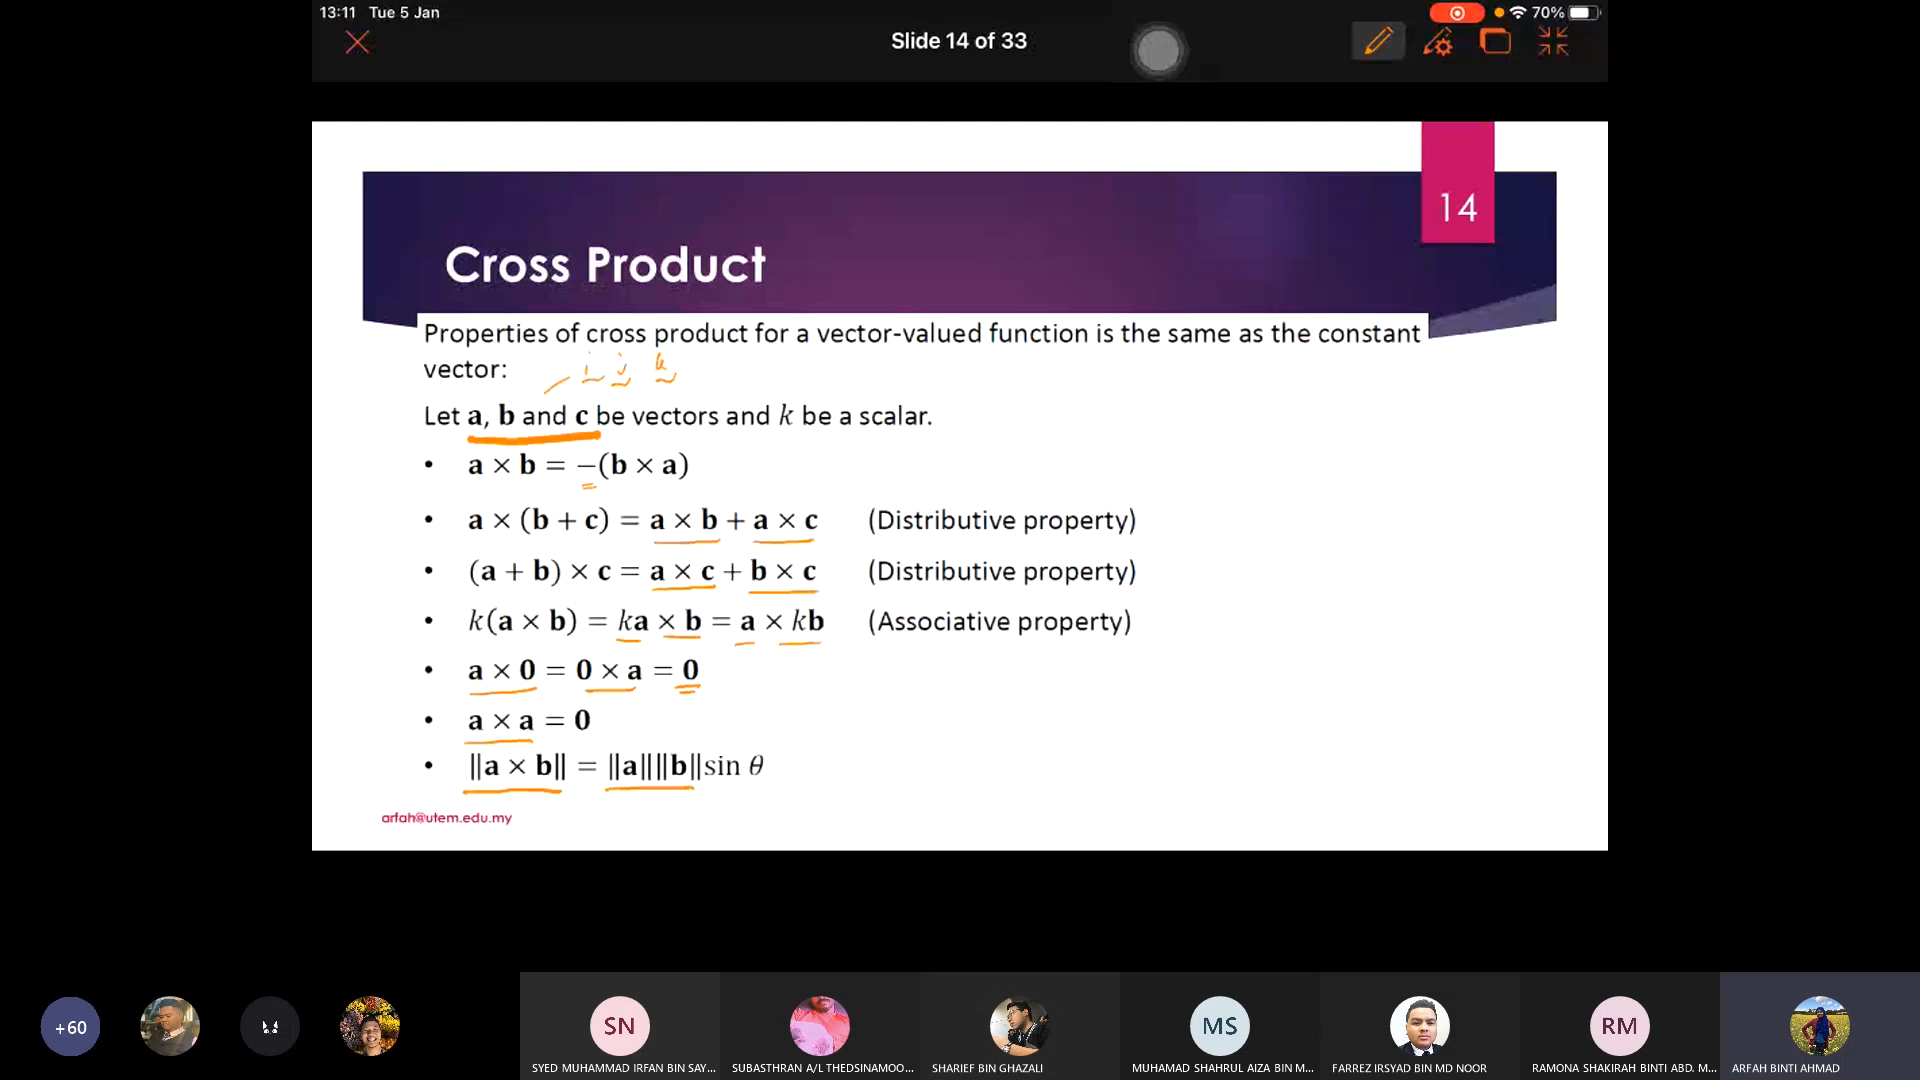 13:11 Tue 5 Jan
70%
Slide 14 of 33
14
Cross Product
Properties of cross product for a vector-valued function is the same as the constant
vector:
i j k
Let a, b and c be vectors and k be a scalar.
• a × b = −(b × a)
• a × (b + c) = a × b + a × c (Distributive property)
• (a + b) × c = a × c + b × c (Distributive property)
• k(a × b) = ka × b = a × kb (Associative property)
• a × 0 = 0 × a = 0
• a × a = 0
• ‖a × b‖ = ‖a‖‖b‖sin θ
arfah@utem.edu.my
+60
SN
MS
RM
SYED MUHAMMAD IRFAN BIN SAY...
SUBASTHRAN A/L THEDSINAMOO...
SHARIEF BIN GHAZALI
MUHAMAD SHAHRUL AIZA BIN M...
FARREZ IRSYAD BIN MD NOOR
RAMONA SHAKIRAH BINTI ABD. M...
ARFAH BINTI AHMAD